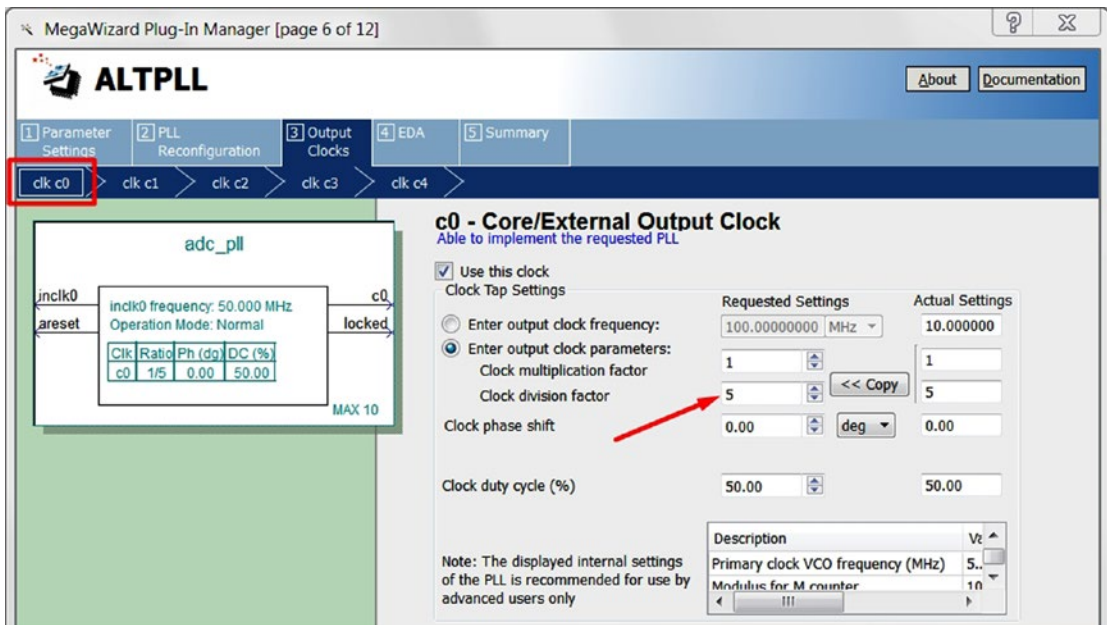 MegaWizard Plug-In Manager [page 6 of 12]
ALTPLL
About
Documentation
1 Parameter Settings
2 PLL Reconfiguration
3 Output Clocks
4 EDA
5 Summary
clk c0
clk c1
clk c2
clk c3
clk c4
adc_pll
inclk0
areset
inclk0 frequency: 50.000 MHz
Operation Mode: Normal
Clk Ratio Ph (dg) DC (%)
c0 1/5 0.00 50.00
c0
locked
MAX 10
c0 - Core/External Output Clock
Able to implement the requested PLL
Use this clock
Clock Tap Settings
Requested Settings
Actual Settings
Enter output clock frequency:
100.00000000 MHz
10.000000
Enter output clock parameters:
Clock multiplication factor
1
1
<< Copy
Clock division factor
5
5
Clock phase shift
0.00
deg
0.00
Clock duty cycle (%)
50.00
50.00
Note: The displayed internal settings
of the PLL is recommended for use by
advanced users only
Description
Primary clock VCO frequency (MHz) 5..
Modulus for M counter 10